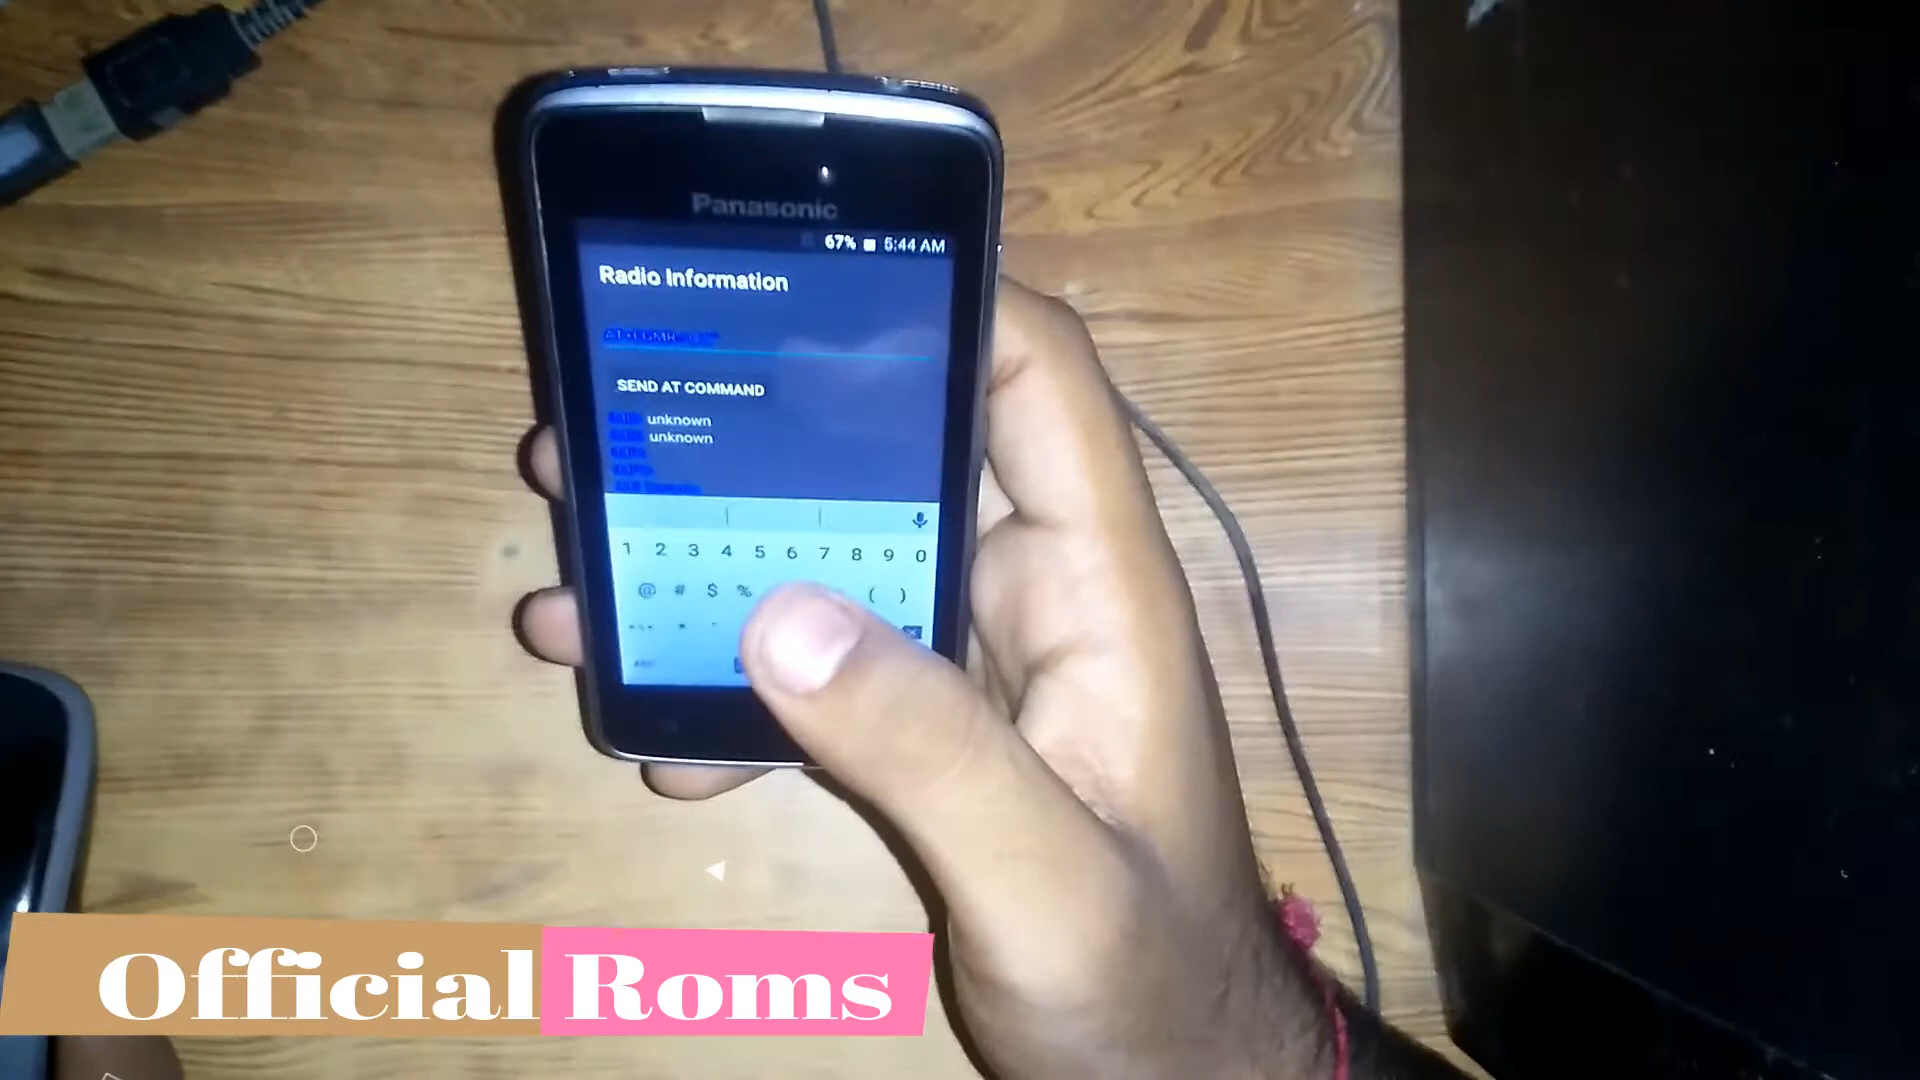 Panasonic
67% 5:44 AM
Radio Information
SEND AT COMMAND
unknown
unknown
1 2 3 4 5 6 7 8 9 0
@ # $ % ( )
ABC
Official Roms